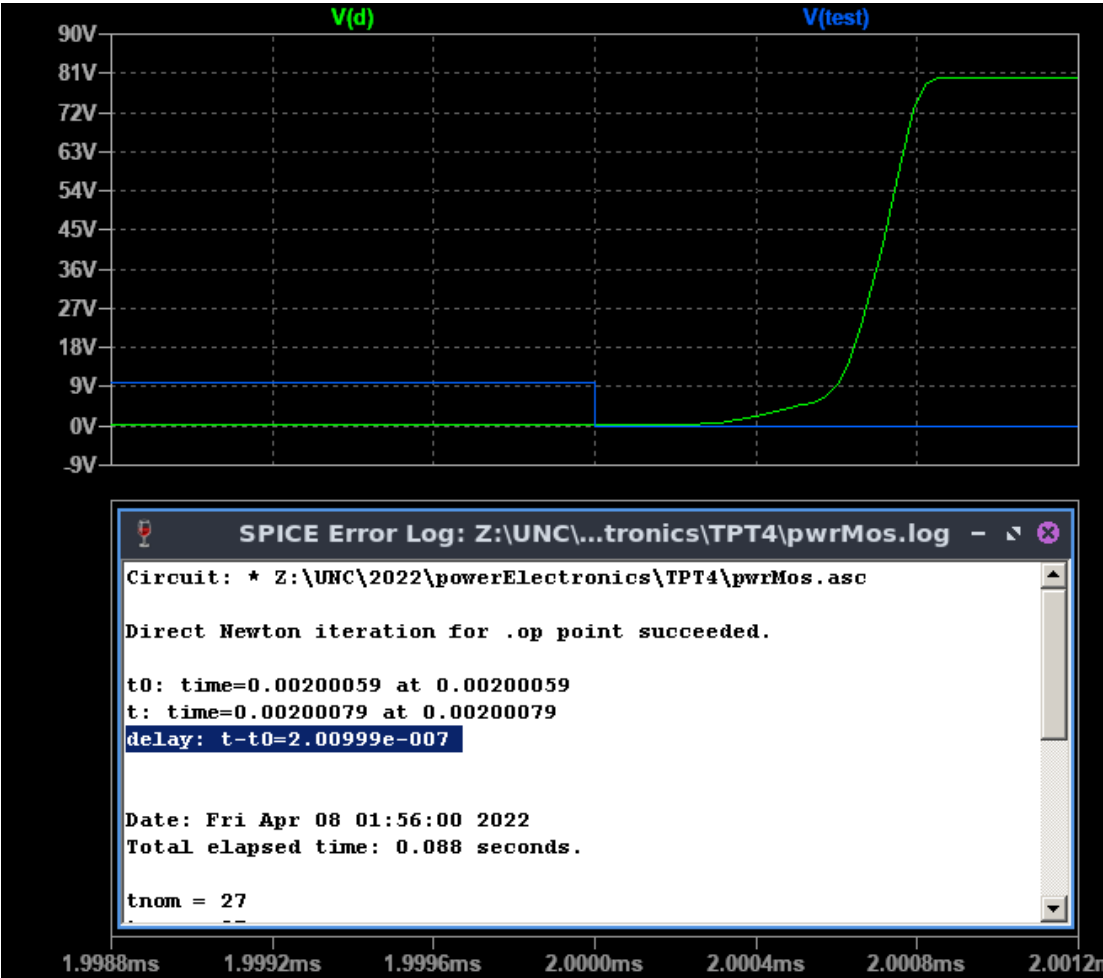 V(d) V(test)
90V
81V
72V
63V
54V
45V
36V
27V
18V
9V
0V
-9V
SPICE Error Log: Z:\UNC\...tronics\TPT4\pwrMos.log
Circuit: * Z:\UNC\2022\powerElectronics\TPT4\pwrMos.asc
Direct Newton iteration for .op point succeeded.
t0: time=0.00200059 at 0.00200059
t: time=0.00200079 at 0.00200079
delay: t-t0=2.00999e-007
Date: Fri Apr 08 01:56:00 2022
Total elapsed time: 0.088 seconds.
tnom = 27
1.9988ms 1.9992ms 1.9996ms 2.0000ms 2.0004ms 2.0008ms 2.0012m